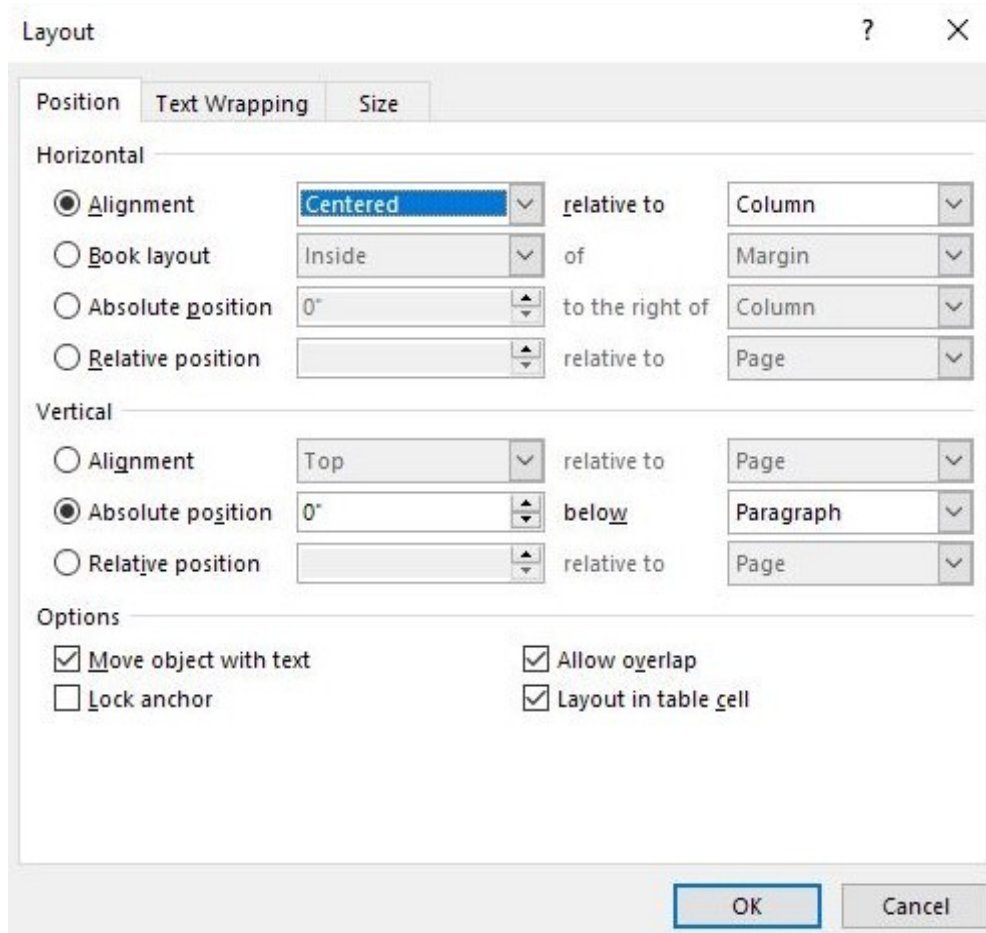 Layout ? ×
Position Text Wrapping Size
Horizontal
Alignment Centered relative to Column
Book layout Inside of Margin
Absolute position 0" to the right of Column
Relative position relative to Page
Vertical
Alignment Top relative to Page
Absolute position 0" below Paragraph
Relative position relative to Page
Options
Move object with text Allow overlap
Lock anchor Layout in table cell
OK Cancel